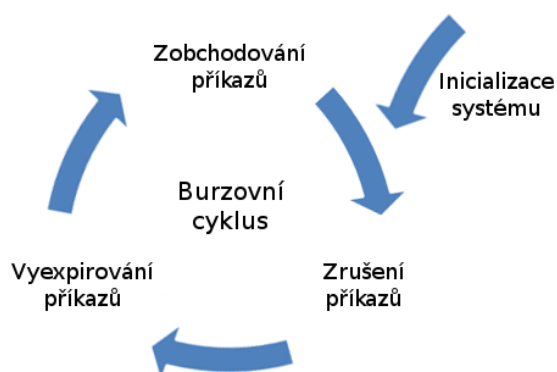 Zobchodování
příkazů
Inicializace
systému
Burzovní
cyklus
Vyexpirování
příkazů
Zrušení
příkazů